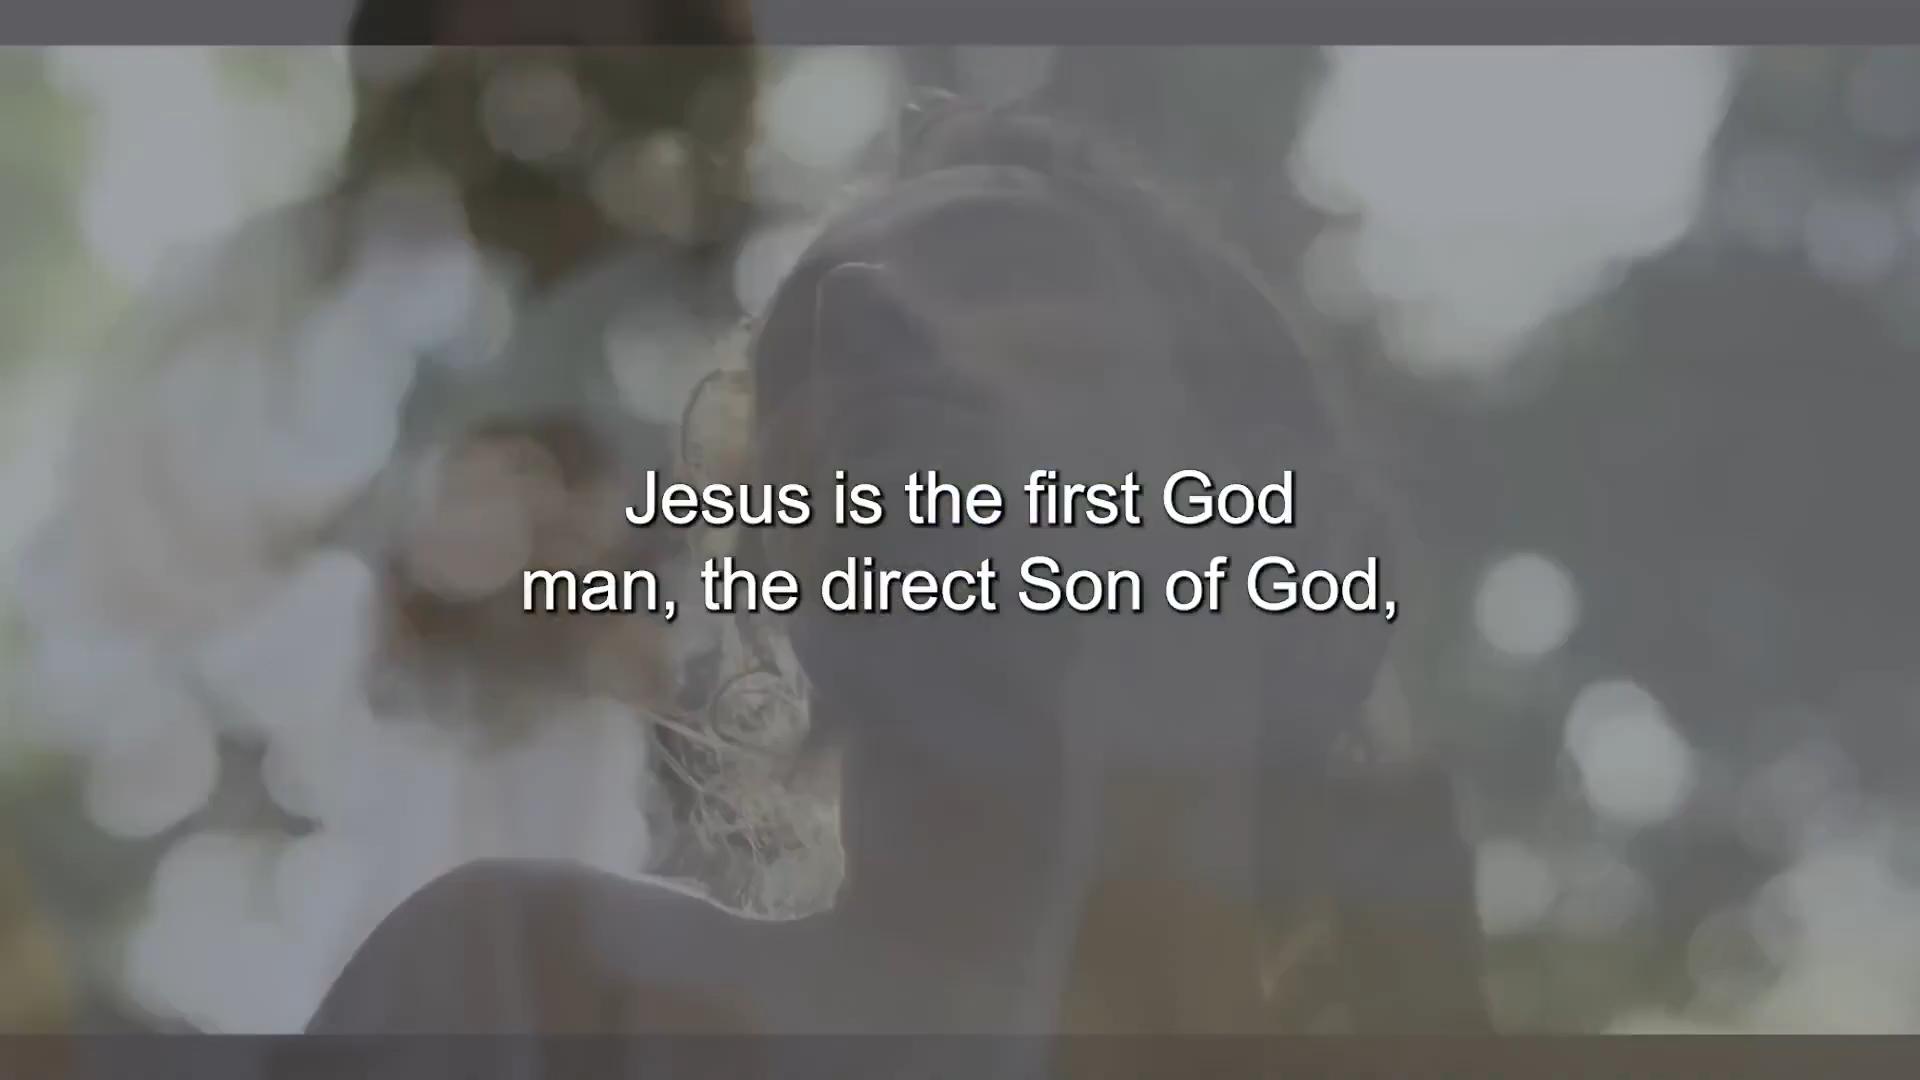 Jesus is the first God
man, the direct Son of God,